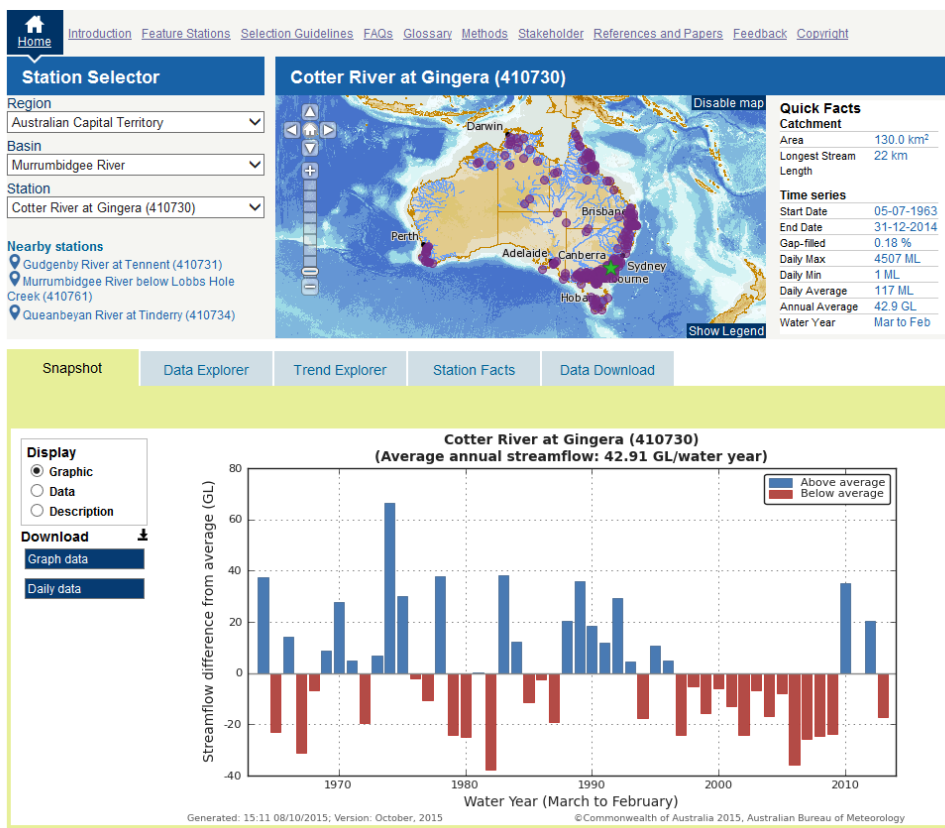 Home Introduction Feature Stations Selection Guidelines FAQs Glossary Methods Stakeholder References and Papers Feedback Copyright
Station Selector
Region
Australian Capital Territory
Basin
Murrumbidgee River
Station
Cotter River at Gingera (410730)
Nearby stations
Gudgenby River at Tennent (410731)
Murrumbidgee River below Lobbs Hole
Creek (410761)
Queanbeyan River at Tinderry (410734)
Cotter River at Gingera (410730)
Disable map
Darwin
Brisbane
Perth
Adelaide Canberra
Sydney
ourne
Hoba
Show Legend
Quick Facts
Catchment
Area 130.0 km²
Longest Stream 22 km
Length
Time series
Start Date 05-07-1963
End Date 31-12-2014
Gap-filled 0.18 %
Daily Max 4507 ML
Daily Min 1 ML
Daily Average 117 ML
Annual Average 42.9 GL
Water Year Mar to Feb
Snapshot Data Explorer Trend Explorer Station Facts Data Download
Display
Graphic
Data
Description
Download
Graph data
Daily data
Cotter River at Gingera (410730)
(Average annual streamflow: 42.91 GL/water year)
Above average
Below average
Streamflow difference from average (GL)
80
60
40
20
0
-20
-40
1970 1980 1990 2000 2010
Water Year (March to February)
Generated: 15:11 08/10/2015; Version: October, 2015 ©Commonwealth of Australia 2015, Australian Bureau of Meteorology